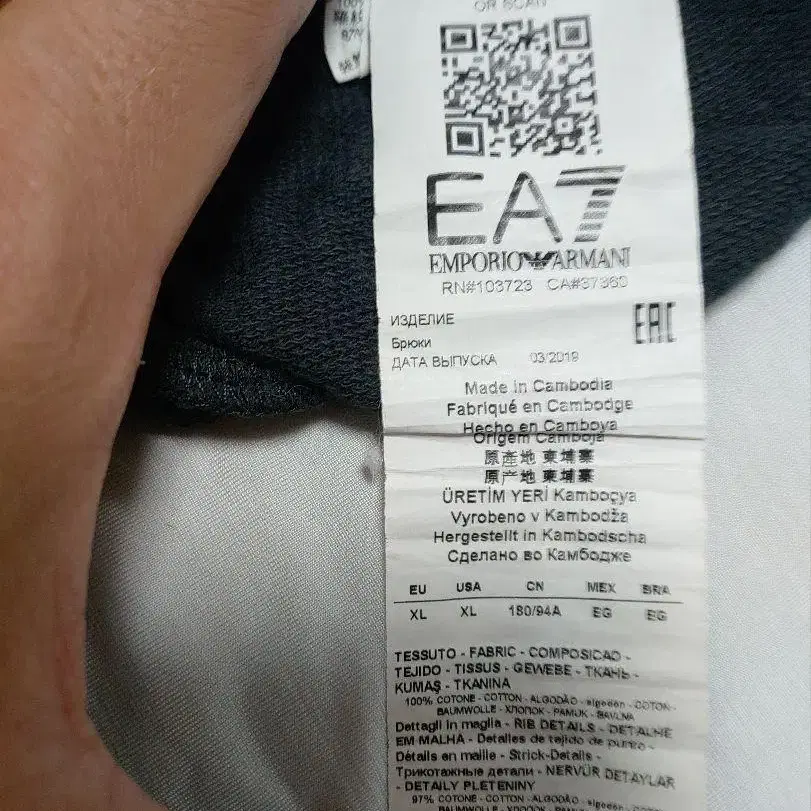 OR SCAN
EA7
EMPORIO ARMANI
RN#103723 CA#37360
ИЗДЕЛИЕ
EAC
Брюки
ДАТА ВЫПУСКА 03/2019
Made in Cambodia
Fabriqué en Cambodge
Hecho en Camboya
Origem Camboja
原產地 柬埔寨
原产地 柬埔寨
ÜRETİM YERİ Kamboçya
Vyrobeno v Kambodža
Hergestellt in Kambodscha
Сделано во Камбодже
EU USA CN MEX BRA
XL XL 180/94A EG EG
TESSUTO - FABRIC - COMPOSICAO -
TEJIDO - TISSUS - GEWEBE - ТКАНЬ -
KUMAŞ - TKANINA
100% COTONE - COTTON - ALGODÃO - algodon - COTON -
BAUMWOLLE - ХЛОПОК - PAMUK - BAVLNA
Dettagli in maglia - RIB DETAILS - DETALHE
EM MALHA - Detalles de tejido de punto -
Détails en maille - Strick-Details -
Трикотажные детали - NERVÜR DETAYLAR
- DETAILY PLETENINY
97% COTONE - COTTON - ALGODÃO - algodon - COTON -